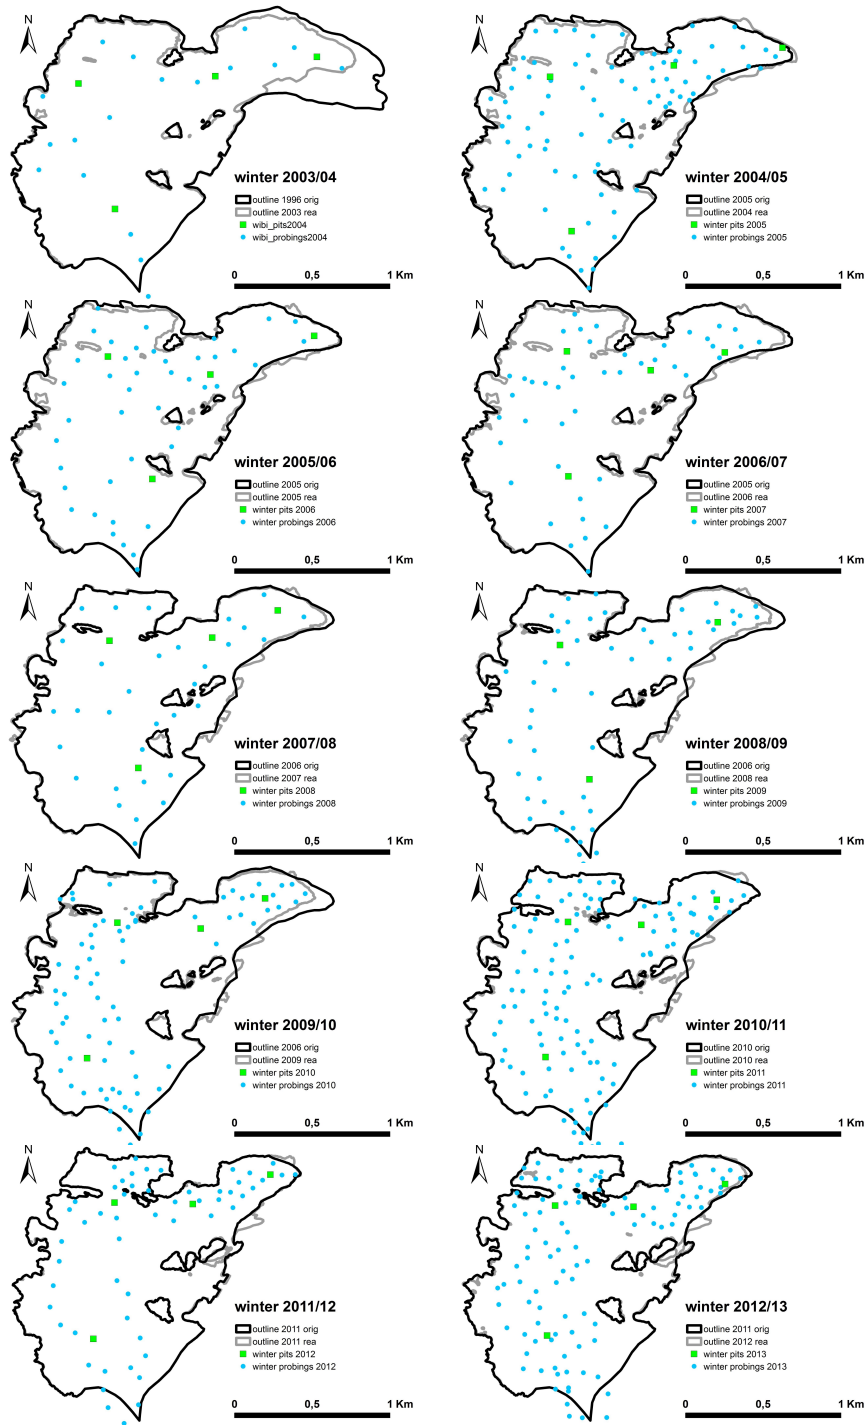 N
winter 2003/04
outline 1996 orig
outline 2003 rea
wibi_pits2004
wibi_probings2004
0 0,5 1 Km
N
winter 2004/05
outline 2005 orig
outline 2004 rea
winter pits 2005
winter probings 2005
0 0,5 1 Km
N
winter 2005/06
outline 2005 orig
outline 2005 rea
winter pits 2006
winter probings 2006
0 0,5 1 Km
N
winter 2006/07
outline 2005 orig
outline 2006 rea
winter pits 2007
winter probings 2007
0 0,5 1 Km
N
winter 2007/08
outline 2006 orig
outline 2007 rea
winter pits 2008
winter probings 2008
0 0,5 1 Km
N
winter 2008/09
outline 2006 orig
outline 2008 rea
winter pits 2009
winter probings 2009
0 0,5 1 Km
N
winter 2009/10
outline 2006 orig
outline 2009 rea
winter pits 2010
winter probings 2010
0 0,5 1 Km
N
winter 2010/11
outline 2010 orig
outline 2010 rea
winter pits 2011
winter probings 2011
0 0,5 1 Km
N
winter 2011/12
outline 2011 orig
outline 2011 rea
winter pits 2012
winter probings 2012
0 0,5 1 Km
N
winter 2012/13
outline 2011 orig
outline 2012 rea
winter pits 2013
winter probings 2013
0 0,5 1 Km